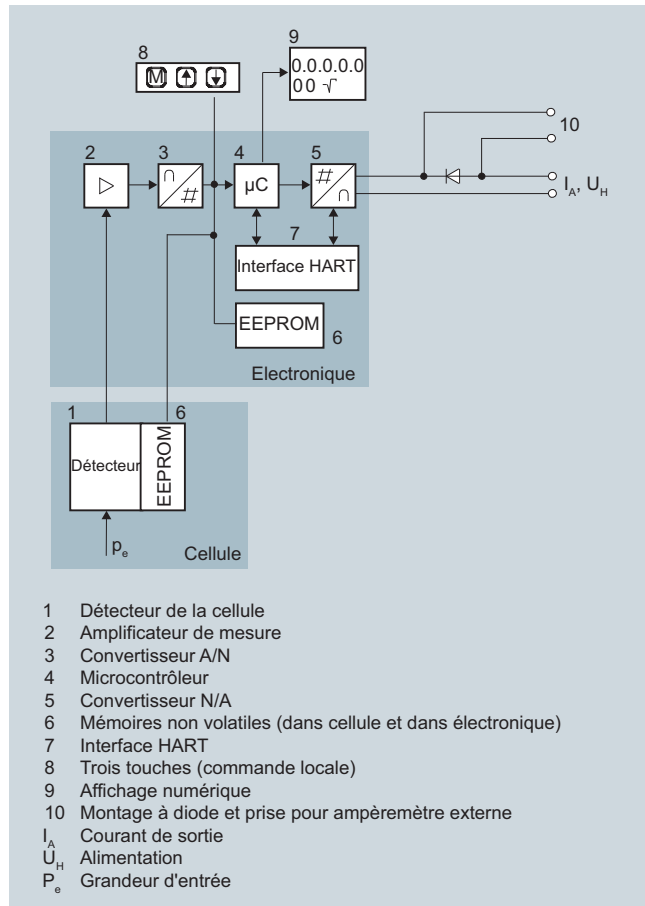 8
M
9
0.0.0.0.0
00 √
10
2
3
4
5
∩
#
µC
#
∩
I_A, U_H
7
Interface HART
EEPROM
6
Electronique
1
6
Détecteur
EEPROM
p_e
Cellule
1 Détecteur de la cellule
2 Amplificateur de mesure
3 Convertisseur A/N
4 Microcontrôleur
5 Convertisseur N/A
6 Mémoires non volatiles (dans cellule et dans électronique)
7 Interface HART
8 Trois touches (commande locale)
9 Affichage numérique
10 Montage à diode et prise pour ampèremètre externe
I_A Courant de sortie
U_H Alimentation
P_e Grandeur d'entrée